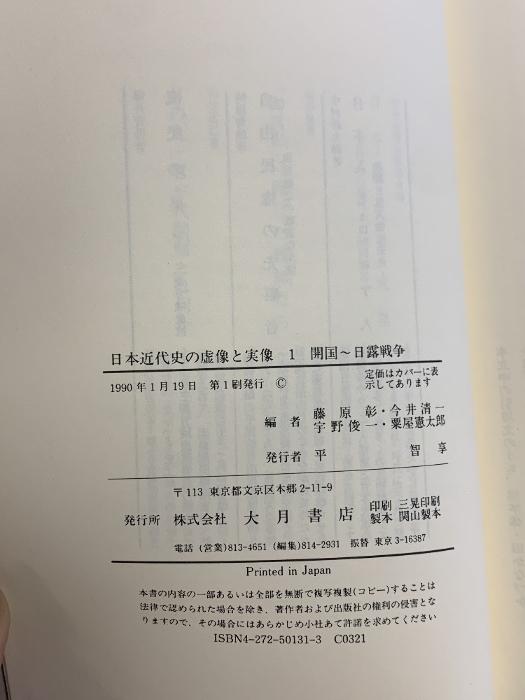 日本近代史の虚像と実像 1 開国〜日露戦争
1990年1月19日 第1刷発行 © 定価はカバーに表
示してあります
編者 藤原彰・今井清一
宇野俊一・粟屋憲太郎
発行者 平智享
〒113 東京都文京区本郷2-11-9
発行所 株式会社 大月書店 印刷 三晃印刷
製本 関山製本
電話(営業)813-4651(編集)814-2931 振替 東京3-16387
Printed in Japan
本書の内容の一部あるいは全部を無断で複写複製(コピー)することは
法律で認められた場合を除き、著作者および出版社の権利の侵害とな
りますので、その場合にはあらかじめ小社あて許諾を求めてください
ISBN4-272-50131-3 C0321